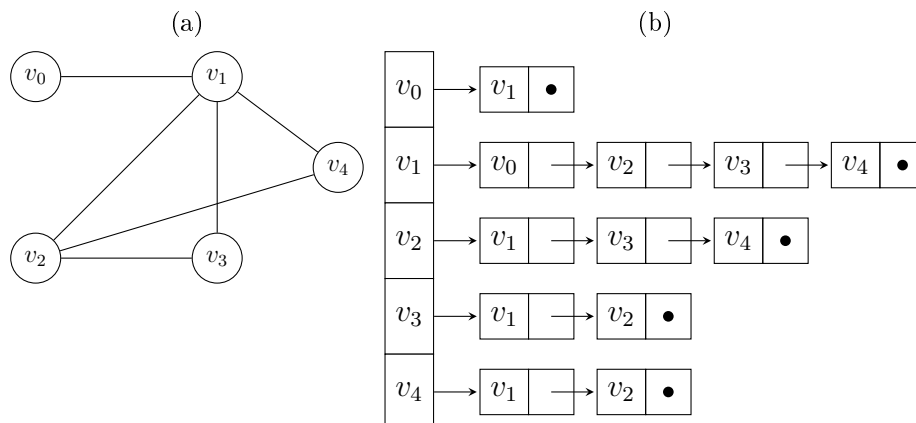 (a)
v₀ v₁
v₄
v₂ v₃
(b)
v₀ v₁
v₁ v₀ v₂ v₃ v₄
v₂ v₁ v₃ v₄
v₃ v₁ v₂
v₄ v₁ v₂